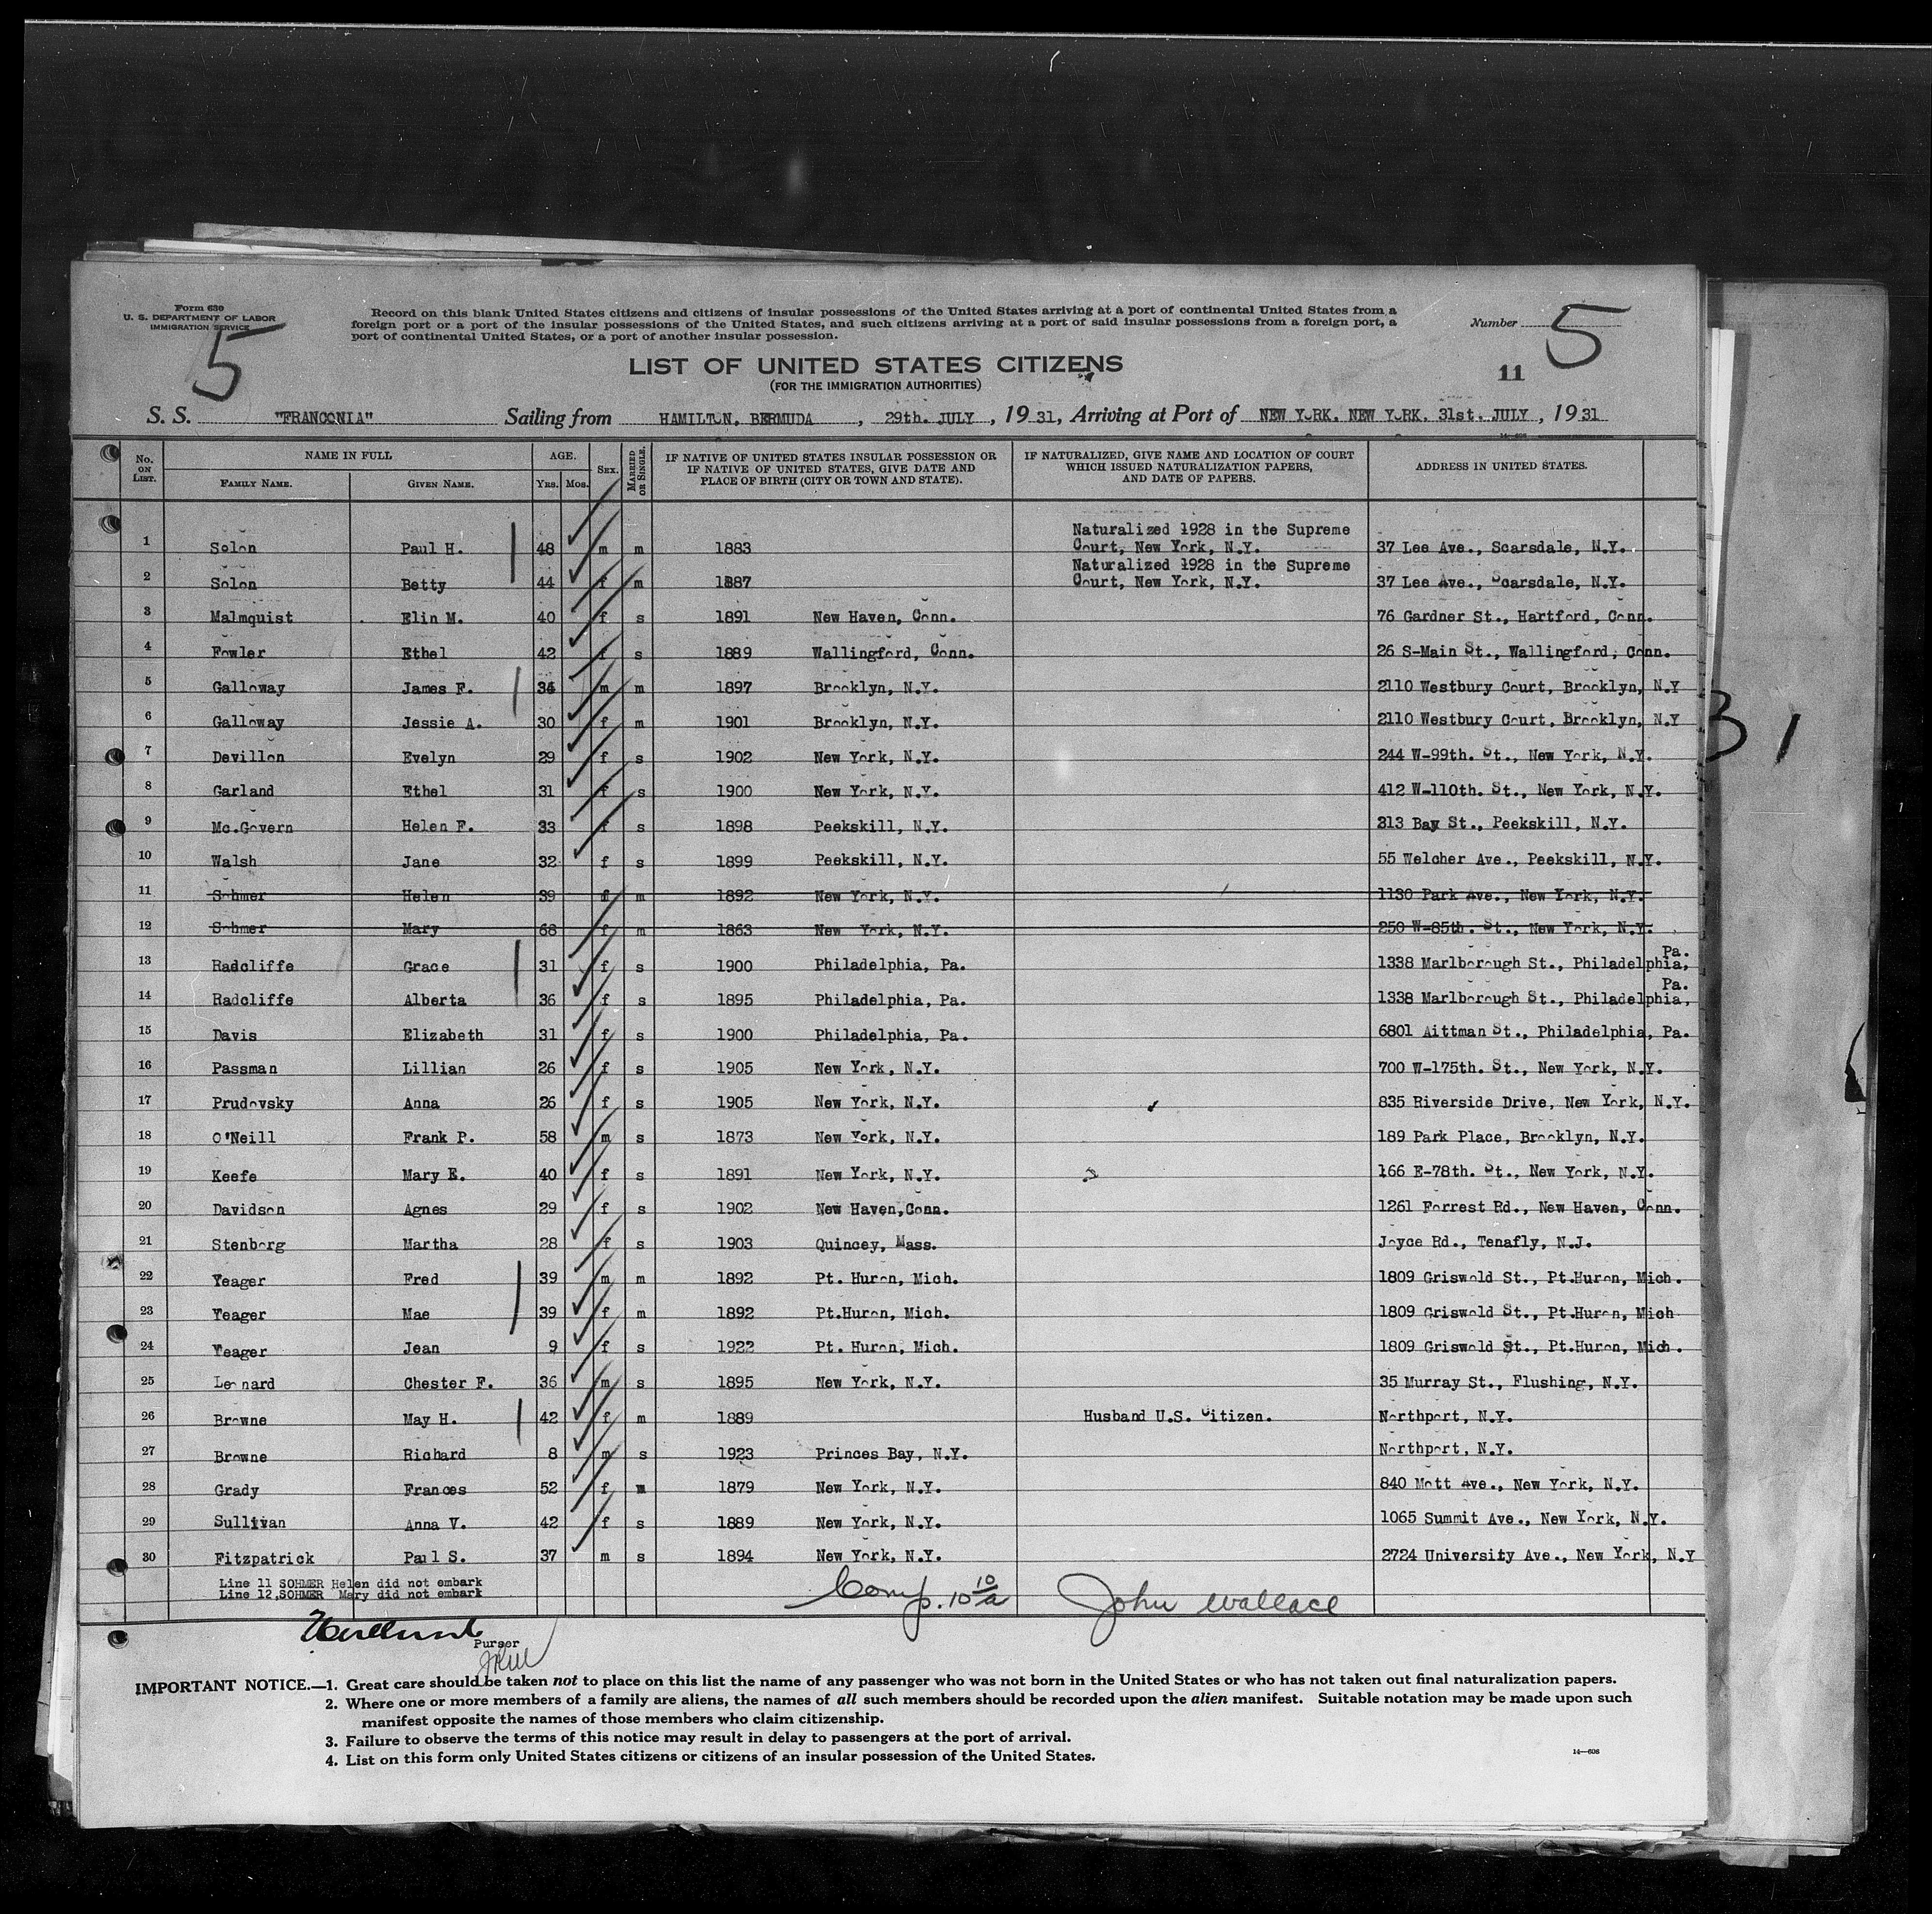 Form 630
U. S. DEPARTMENT OF LABOR
IMMIGRATION SERVICE
5
Record on this blank United States citizens and citizens of insular possessions of the United States arriving at a port of continental United States from a
foreign port or a port of the insular possessions of the United States, and such citizens arriving at a port of said insular possessions from a foreign port, a
port of continental United States, or a port of another insular possession.
Number 5
LIST OF UNITED STATES CITIZENS
(FOR THE IMMIGRATION AUTHORITIES)
11
S. S. "FRANCONIA" Sailing from HAMILTON, BERMUDA, 29th. JULY, 1931, Arriving at Port of NEW YORK, NEW YORK, 31st. JULY, 1931
No. ON LIST. NAME IN FULL FAMILY NAME. GIVEN NAME. AGE. YRS. MOS. SEX. MARRIED OR SINGLE. IF NATIVE OF UNITED STATES INSULAR POSSESSION OR IF NATIVE OF UNITED STATES, GIVE DATE AND PLACE OF BIRTH (CITY OR TOWN AND STATE). IF NATURALIZED, GIVE NAME AND LOCATION OF COURT WHICH ISSUED NATURALIZATION PAPERS, AND DATE OF PAPERS. ADDRESS IN UNITED STATES.
1 Solon Paul H. 48 m m 1883 Naturalized 1928 in the Supreme Court, New York, N.Y. 37 Lee Ave., Scarsdale, N.Y.
2 Solon Betty 44 f m 1887 Naturalized 1928 in the Supreme Court, New York, N.Y. 37 Lee Ave., Scarsdale, N.Y.
3 Malmquist Elin M. 40 f s 1891 New Haven, Conn. 76 Gardner St., Hartford, Conn.
4 Fowler Ethel 42 f s 1889 Wallingford, Conn. 26 S-Main St., Wallingford, Conn.
5 Galloway James F. 34 m m 1897 Brooklyn, N.Y. 2110 Westbury Court, Brooklyn, N.Y
6 Galloway Jessie A. 30 f m 1901 Brooklyn, N.Y. 2110 Westbury Court, Brooklyn, N.Y
7 Devillon Evelyn 29 f s 1902 New York, N.Y. 244 W-99th. St., New York, N.Y.
8 Garland Ethel 31 f s 1900 New York, N.Y. 412 W-110th. St., New York, N.Y.
9 Mc.Govern Helen F. 33 f s 1898 Peekskill, N.Y. 313 Bay St., Peekskill, N.Y.
10 Walsh Jane 32 f s 1899 Peekskill, N.Y. 55 Welcher Ave., Peekskill, N.Y.
11 Sohmer Helen 39 f m 1892 New York, N.Y. 1130 Park Ave., New York, N.Y.
12 Sohmer Mary 68 f m 1863 New York, N.Y. 250 W-85th. St., New York, N.Y.
13 Radcliffe Grace 31 f s 1900 Philadelphia, Pa. 1338 Marlborough St., Philadelphia, Pa.
14 Radcliffe Alberta 36 f s 1895 Philadelphia, Pa. 1338 Marlborough St., Philadelphia, Pa.
15 Davis Elizabeth 31 f s 1900 Philadelphia, Pa. 6801 Aittman St., Philadelphia, Pa.
16 Passman Lillian 26 f s 1905 New York, N.Y. 700 W-175th. St., New York, N.Y.
17 Prudovsky Anna 26 f s 1905 New York, N.Y. 835 Riverside Drive, New York, N.Y.
18 O'Neill Frank P. 58 m s 1873 New York, N.Y. 189 Park Place, Brooklyn, N.Y.
19 Keefe Mary E. 40 f s 1891 New York, N.Y. 166 E-78th. St., New York, N.Y.
20 Davidson Agnes 29 f s 1902 New Haven,Conn. 1261 Forrest Rd., New Haven, Conn.
21 Stenberg Martha 28 f s 1903 Quincey, Mass. Joyce Rd., Tenafly, N.J.
22 Yeager Fred 39 m m 1892 Pt. Huron, Mich. 1809 Griswold St., Pt.Huron, Mich.
23 Yeager Mae 39 f m 1892 Pt.Huron, Mich. 1809 Griswold St., Pt.Huron, Mich
24 Yeager Jean 9 f s 1922 Pt. Huron, Mich. 1809 Griswold St., Pt.Huron, Mich.
25 Leonard Chester F. 36 m s 1895 New York, N.Y. 35 Murray St., Flushing, N.Y.
26 Browne May H. 42 f m 1889 Husband U.S. Citizen. Northport, N.Y.
27 Browne Richard 8 m s 1923 Princes Bay, N.Y. Northport, N.Y.
28 Grady Frances 52 f m 1879 New York, N.Y. 840 Mott Ave., New York, N.Y.
29 Sullivan Anna V. 42 f s 1889 New York, N.Y. 1065 Summit Ave., New York, N.Y.
30 Fitzpatrick Paul S. 37 m s 1894 New York, N.Y. 2724 University Ave., New York, N.Y
Line 11 SOHMER Helen did not embark
Line 12,SOHMER Mary did not embark
Comp. 10 10/a John Wallace
Purser
IMPORTANT NOTICE.—1. Great care should be taken not to place on this list the name of any passenger who was not born in the United States or who has not taken out final naturalization papers.
2. Where one or more members of a family are aliens, the names of all such members should be recorded upon the alien manifest. Suitable notation may be made upon such
manifest opposite the names of those members who claim citizenship.
3. Failure to observe the terms of this notice may result in delay to passengers at the port of arrival.
4. List on this form only United States citizens or citizens of an insular possession of the United States.
14—608
31